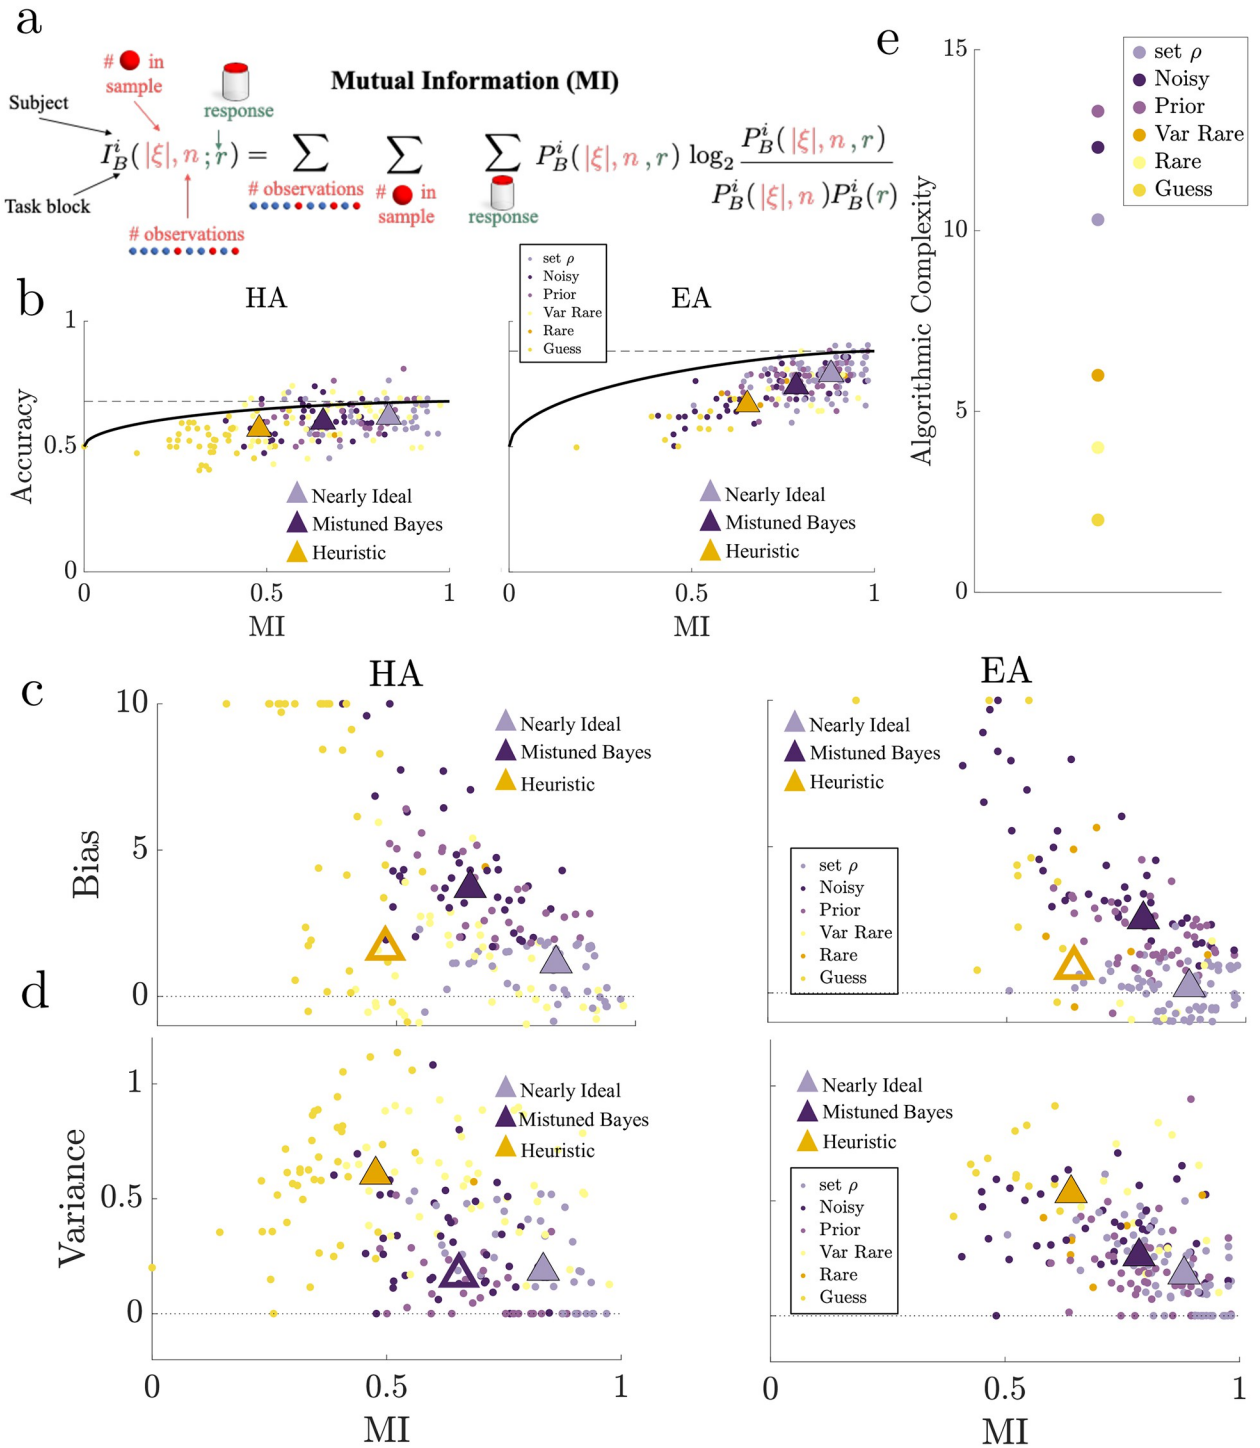 a
# in
sample
response
Mutual Information (MI)
Subject
I_B^i(|ξ|, n ; r) = ∑ ∑ ∑ P_B^i(|ξ|, n , r) log₂ P_B^i(|ξ|, n , r) / P_B^i(|ξ|, n )P_B^i(r)
# observations
# in
sample
response
Task block
# observations
b
HA
EA
set ρ
Noisy
Prior
Var Rare
Rare
Guess
Accuracy
1
0.5
0
Nearly Ideal
Mistuned Bayes
Heuristic
Nearly Ideal
Mistuned Bayes
Heuristic
0
0.5
1
MI
0
0.5
1
MI
e
Algorithmic Complexity
15
10
5
0
set ρ
Noisy
Prior
Var Rare
Rare
Guess
c
HA
EA
Bias
10
5
0
Nearly Ideal
Mistuned Bayes
Heuristic
Nearly Ideal
Mistuned Bayes
Heuristic
set ρ
Noisy
Prior
Var Rare
Rare
Guess
d
Variance
1
0.5
0
Nearly Ideal
Mistuned Bayes
Heuristic
Nearly Ideal
Mistuned Bayes
Heuristic
set ρ
Noisy
Prior
Var Rare
Rare
Guess
0
0.5
1
MI
0
0.5
1
MI